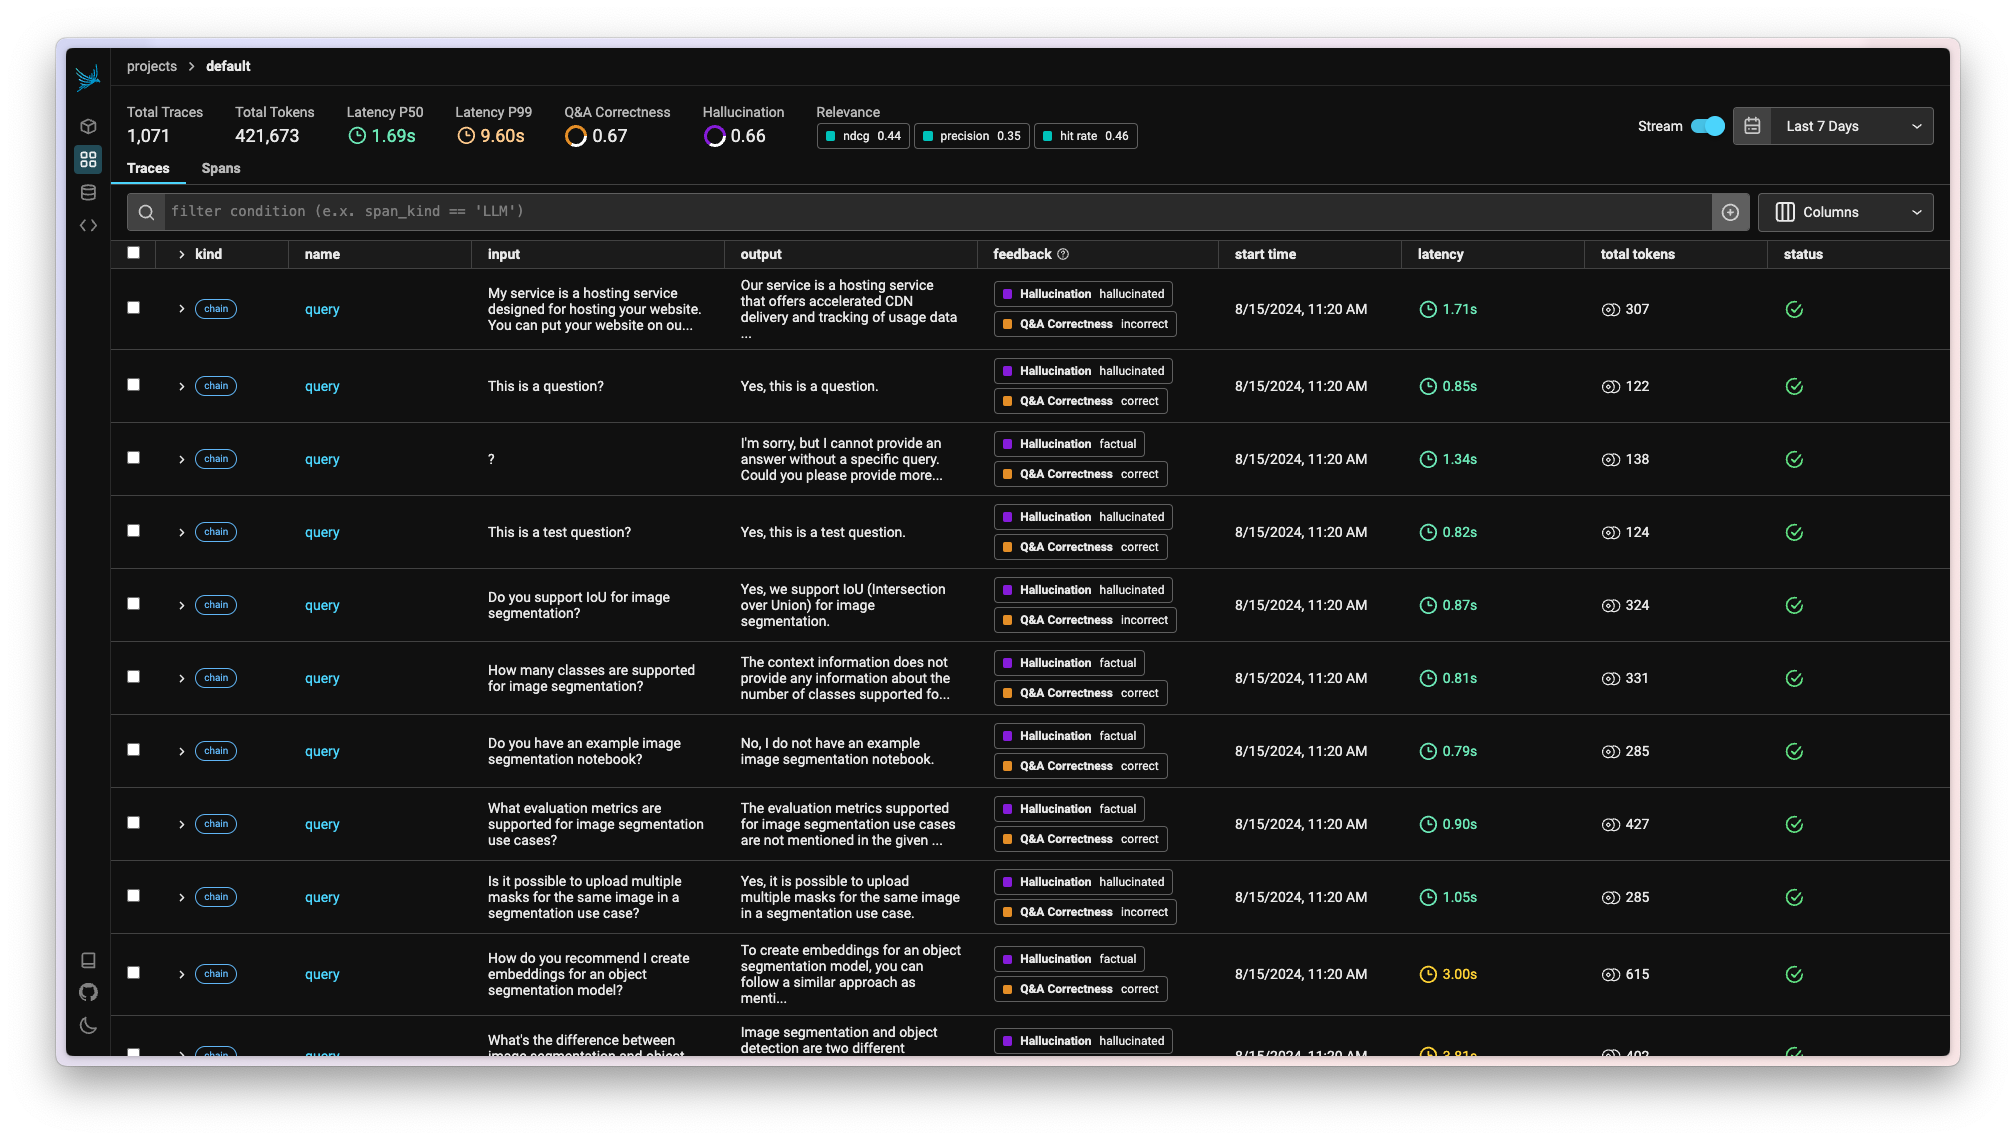 projects > default
Total Traces
1,071
Total Tokens
421,673
Latency P50
1.69s
Latency P99
9.60s
Q&A Correctness
0.67
Hallucination
0.66
Relevance
ndcg 0.44
precision 0.35
hit rate 0.46
Stream
Last 7 Days
Traces
Spans
filter condition (e.x. span_kind == 'LLM')
Columns
kind
name
input
output
feedback
start time
latency
total tokens
status
chain
query
My service is a hosting service
designed for hosting your website.
You can put your website on ou...
Our service is a hosting service
that offers accelerated CDN
delivery and tracking of usage data
...
Hallucination hallucinated
Q&A Correctness incorrect
8/15/2024, 11:20 AM
1.71s
307
chain
query
This is a question?
Yes, this is a question.
Hallucination hallucinated
Q&A Correctness correct
8/15/2024, 11:20 AM
0.85s
122
chain
query
?
I'm sorry, but I cannot provide an
answer without a specific query.
Could you please provide more...
Hallucination factual
Q&A Correctness correct
8/15/2024, 11:20 AM
1.34s
138
chain
query
This is a test question?
Yes, this is a test question.
Hallucination hallucinated
Q&A Correctness correct
8/15/2024, 11:20 AM
0.82s
124
chain
query
Do you support IoU for image
segmentation?
Yes, we support IoU (Intersection
over Union) for image
segmentation.
Hallucination hallucinated
Q&A Correctness incorrect
8/15/2024, 11:20 AM
0.87s
324
chain
query
How many classes are supported
for image segmentation?
The context information does not
provide any information about the
number of classes supported fo...
Hallucination factual
Q&A Correctness correct
8/15/2024, 11:20 AM
0.81s
331
chain
query
Do you have an example image
segmentation notebook?
No, I do not have an example
image segmentation notebook.
Hallucination factual
Q&A Correctness correct
8/15/2024, 11:20 AM
0.79s
285
chain
query
What evaluation metrics are
supported for image segmentation
use cases?
The evaluation metrics supported
for image segmentation use cases
are not mentioned in the given ...
Hallucination factual
Q&A Correctness correct
8/15/2024, 11:20 AM
0.90s
427
chain
query
Is it possible to upload multiple
masks for the same image in a
segmentation use case?
Yes, it is possible to upload
multiple masks for the same image
in a segmentation use case.
Hallucination hallucinated
Q&A Correctness incorrect
8/15/2024, 11:20 AM
1.05s
285
chain
query
How do you recommend I create
embeddings for an object
segmentation model?
To create embeddings for an object
segmentation model, you can
follow a similar approach as
menti...
Hallucination factual
Q&A Correctness correct
8/15/2024, 11:20 AM
3.00s
615
chain
query
What's the difference between
image segmentation and object
Image segmentation and object
detection are two different
Hallucination hallucinated
8/15/2024, 11:20 AM
3.81s
402